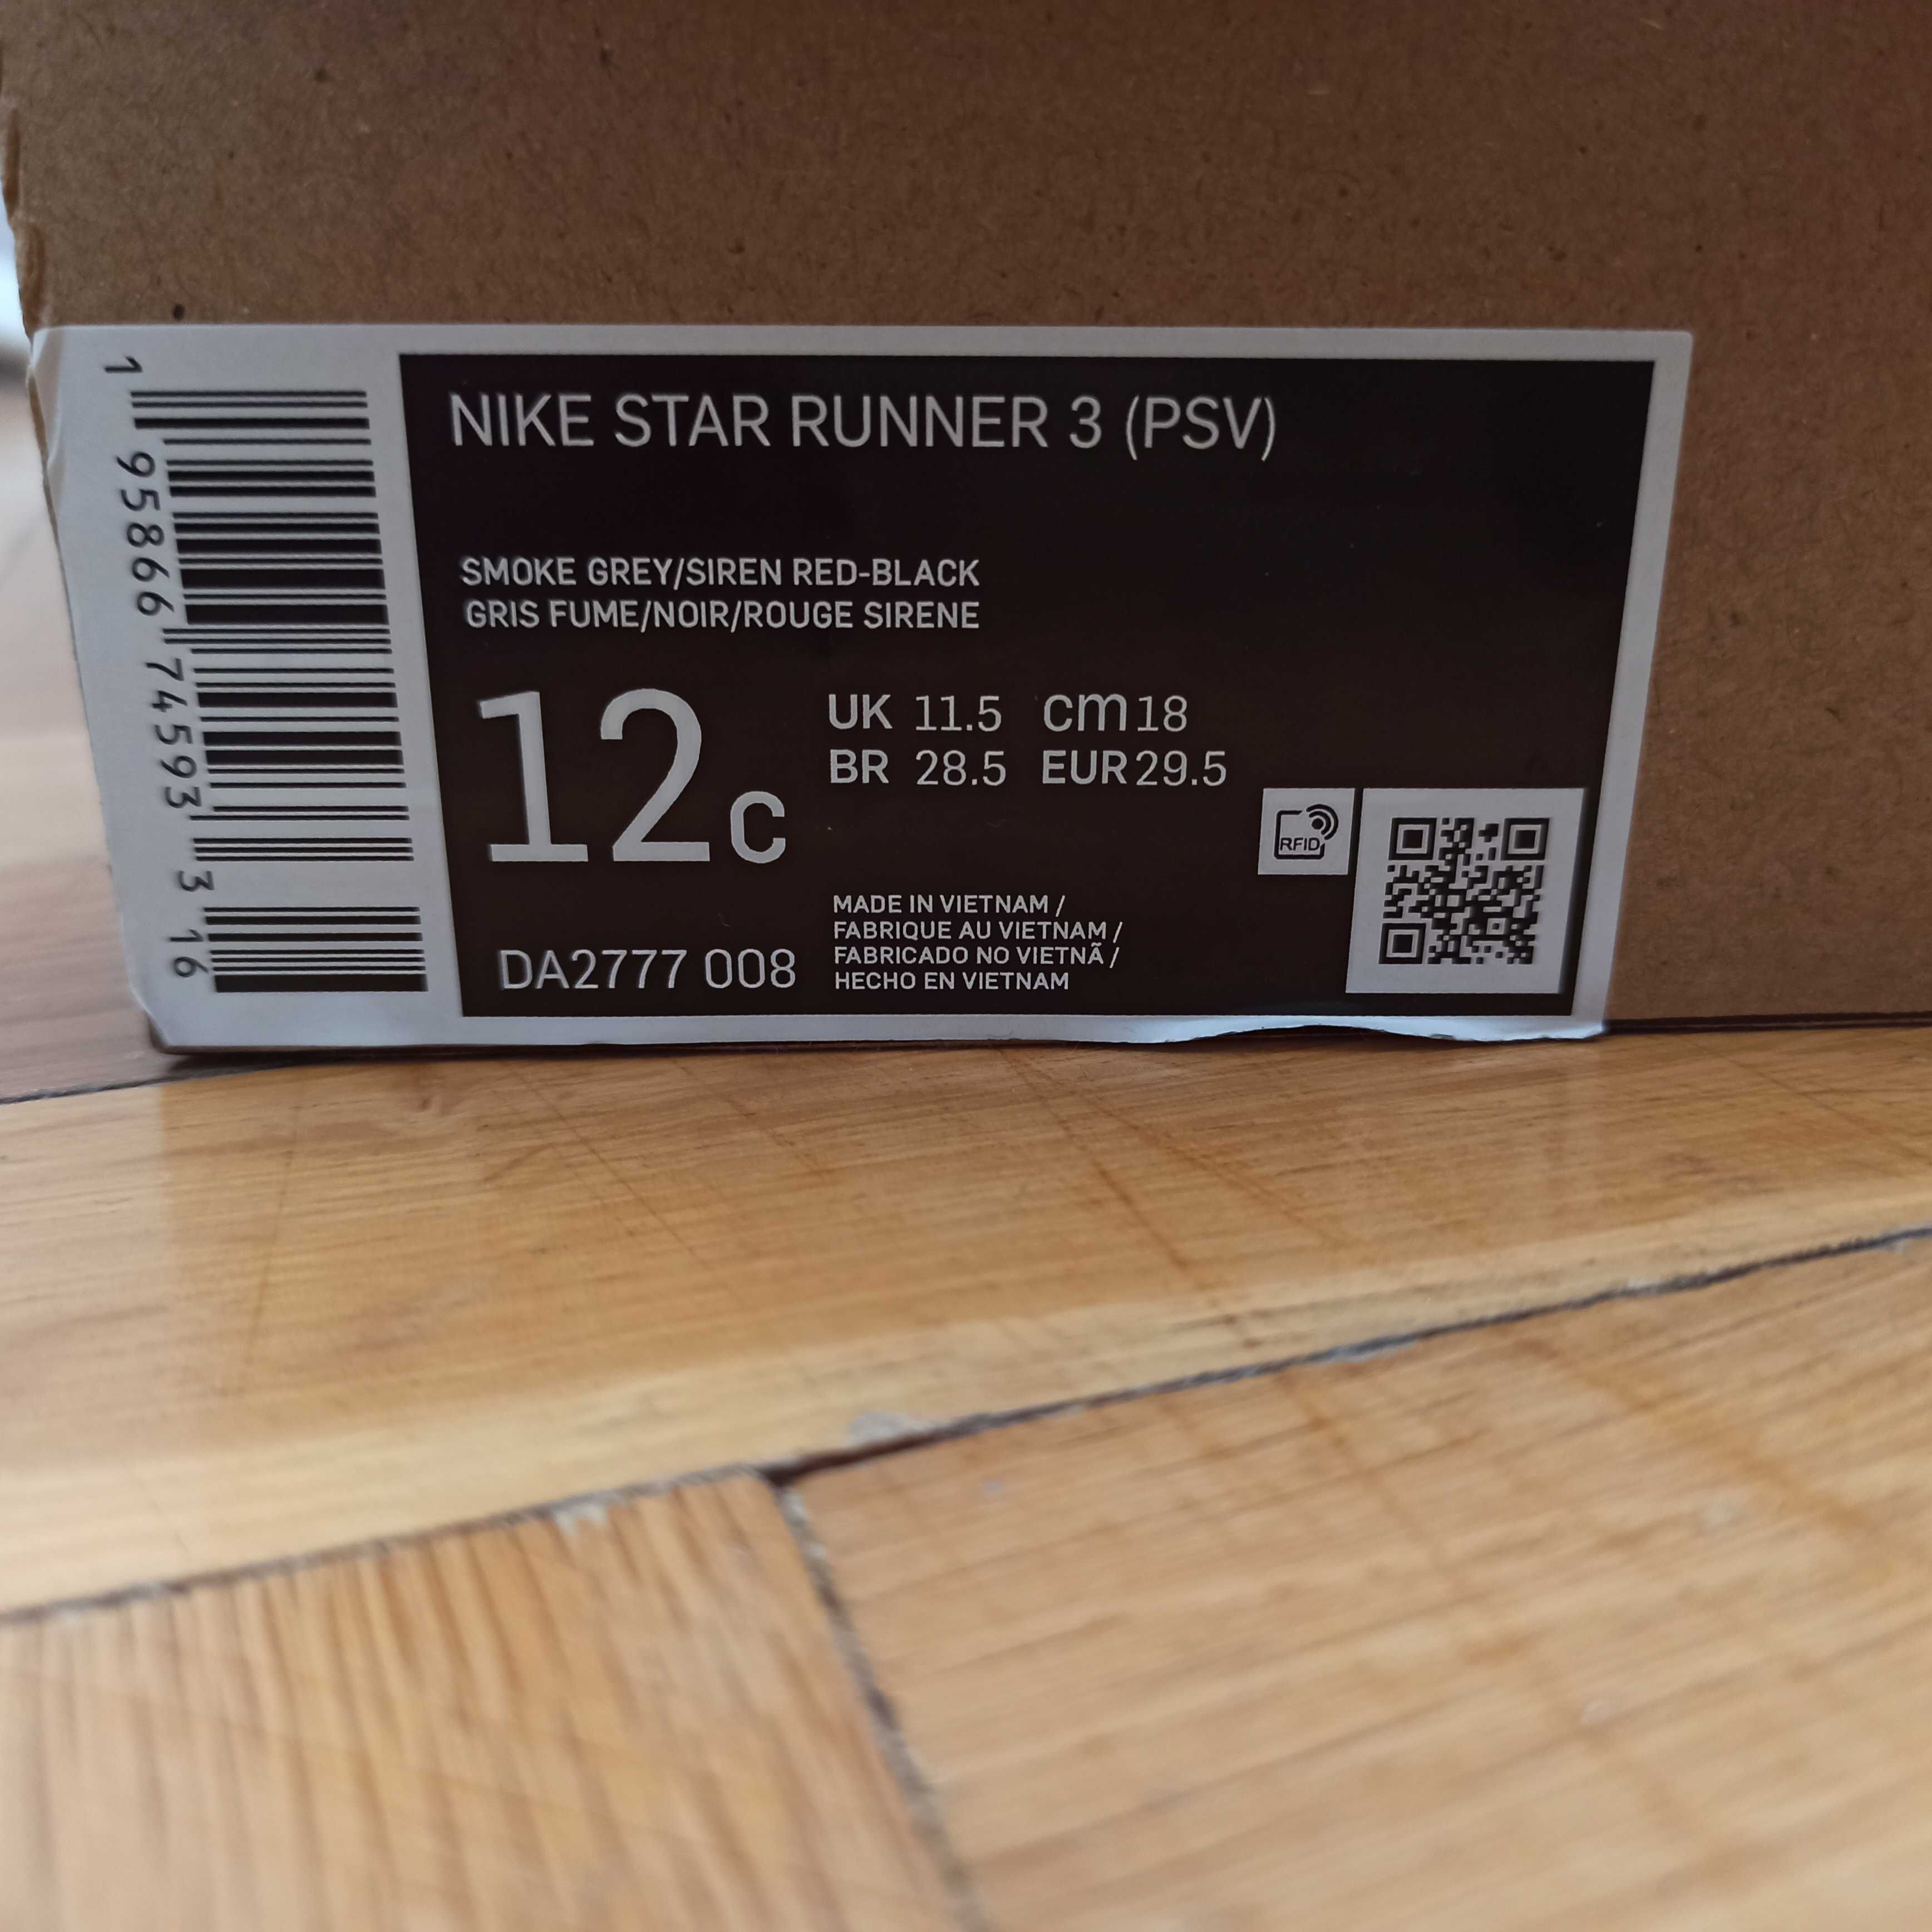 1 95866 74593 3 16
NIKE STAR RUNNER 3 (PSV)
SMOKE GREY/SIREN RED-BLACK
GRIS FUME/NOIR/ROUGE SIRENE
12c
UK 11.5 cm 18
BR 28.5 EUR 29.5
RFID
MADE IN VIETNAM /
FABRIQUE AU VIETNAM /
FABRICADO NO VIETNÃ /
HECHO EN VIETNAM
DA2777 008